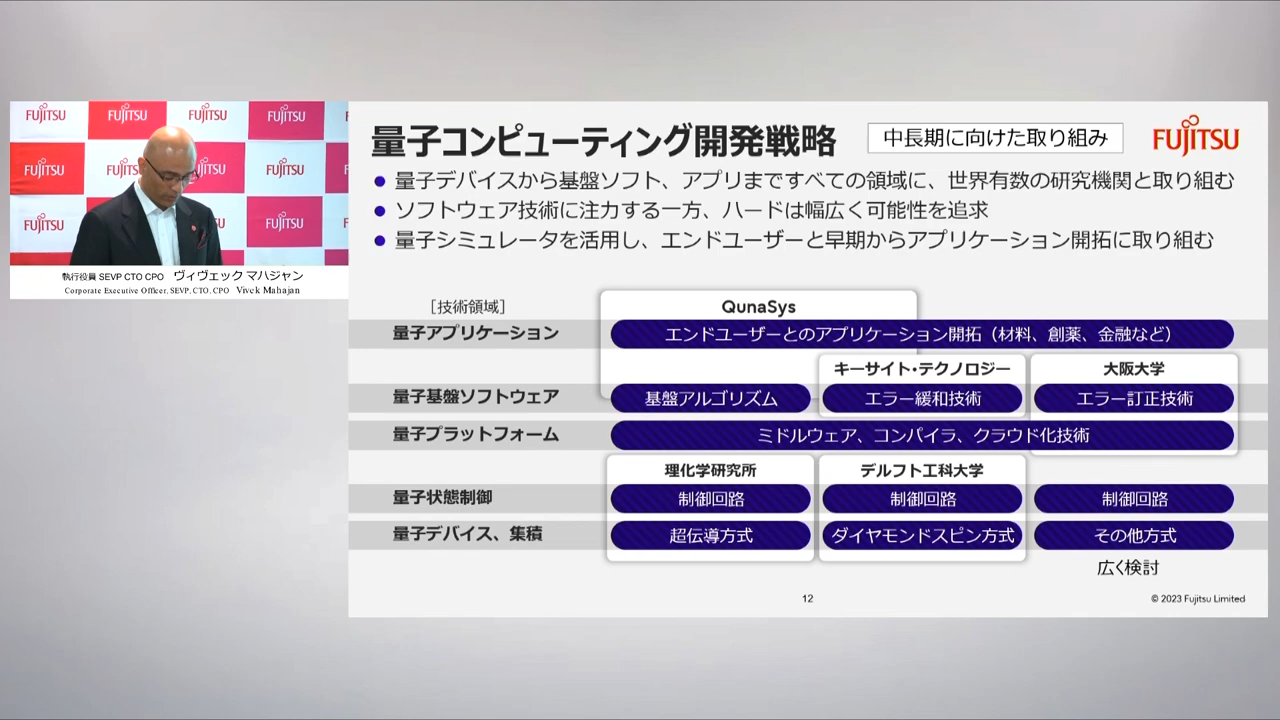 FUJITSU FUJITSU FUJITSU FUJITSU
FUJITSU FUJITSU FUJITSU
FUJITSU FUJITSU
執行役員 SEVP CTO CPO ヴィヴェック マハジャン
Corporate Executive Officer, SEVP, CTO, CPO Vivek Mahajan
量子コンピューティング開発戦略
中長期に向けた取り組み
FUJITSU
● 量子デバイスから基盤ソフト、アプリまですべての領域に、世界有数の研究機関と取り組む
● ソフトウェア技術に注力する一方、ハードは幅広く可能性を追求
● 量子シミュレータを活用し、エンドユーザーと早期からアプリケーション開拓に取り組む
［技術領域］
QunaSys
量子アプリケーション
エンドユーザーとのアプリケーション開拓（材料、創薬、金融など）
キーサイト・テクノロジー
大阪大学
量子基盤ソフトウェア
基盤アルゴリズム
エラー緩和技術
エラー訂正技術
量子プラットフォーム
ミドルウェア、コンパイラ、クラウド化技術
理化学研究所
デルフト工科大学
量子状態制御
制御回路
制御回路
制御回路
量子デバイス、集積
超伝導方式
ダイヤモンドスピン方式
その他方式
広く検討
12
© 2023 Fujitsu Limited